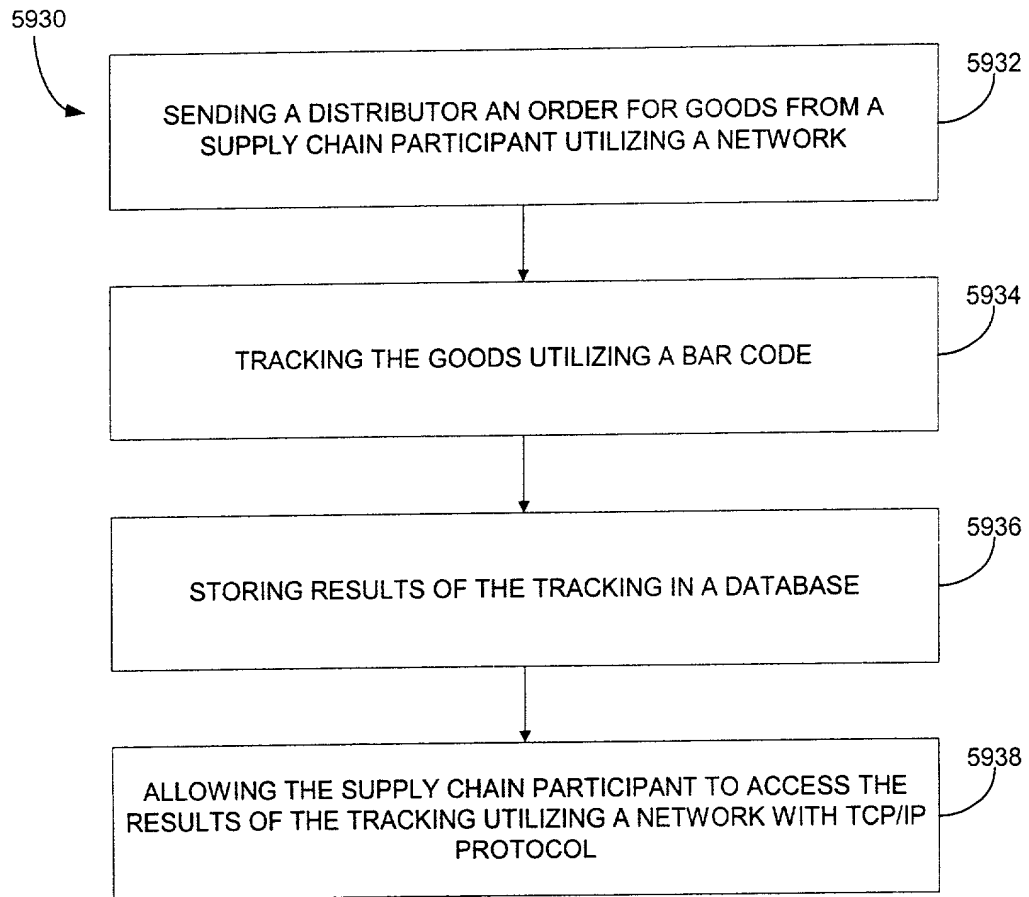 5930
5932
SENDING A DISTRIBUTOR AN ORDER FOR GOODS FROM A
SUPPLY CHAIN PARTICIPANT UTILIZING A NETWORK
5934
TRACKING THE GOODS UTILIZING A BAR CODE
5936
STORING RESULTS OF THE TRACKING IN A DATABASE
5938
ALLOWING THE SUPPLY CHAIN PARTICIPANT TO ACCESS THE
RESULTS OF THE TRACKING UTILIZING A NETWORK WITH TCP/IP
PROTOCOL